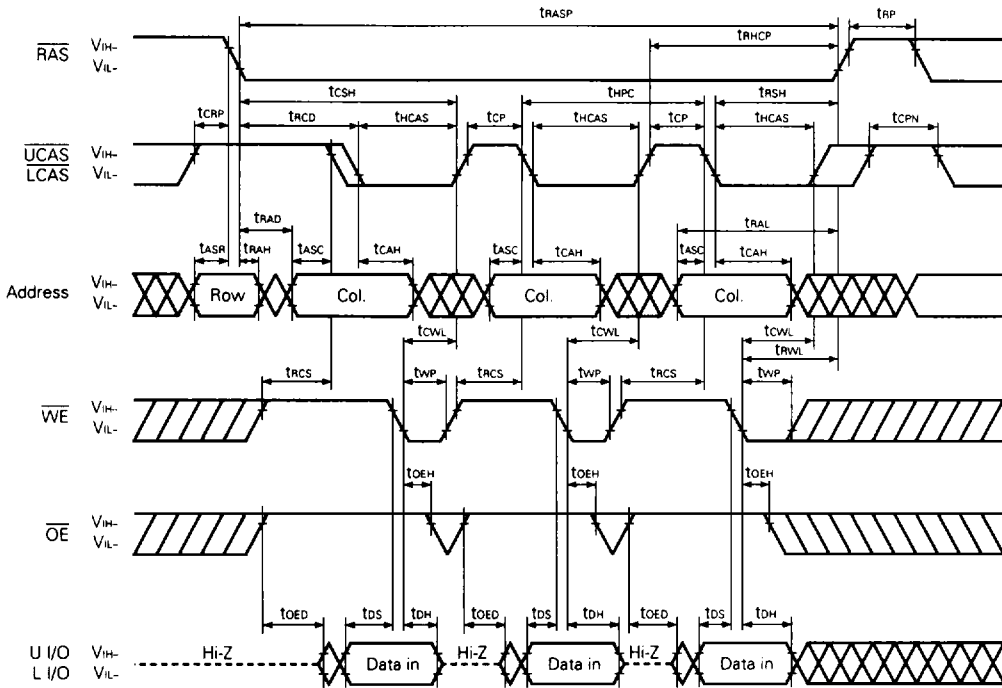 tRASP tRP
tRHCP
RAS VIH–
VIL–
tCSH tHPC tRSH
tCRP tRCD tHCAS tCP tHCAS tCP tHCAS tCPN
UCAS VIH–
LCAS VIL–
tRAD tRAL
tASR tRAH tASC tCAH tASC tCAH tASC tCAH
Address VIH–
VIL–
Row Col. Col. Col.
tCWL tCWL tCWL
tRWL
tRCS tWP tRCS tWP tRCS tWP
WE VIH–
VIL–
tOEH tOEH tOEH
OE VIH–
VIL–
tOED tDS tDH tOED tDS tDH tOED tDS tDH
U I/O VIH–
L I/O VIL–
Hi-Z Data in Hi-Z Data in Hi-Z Data in